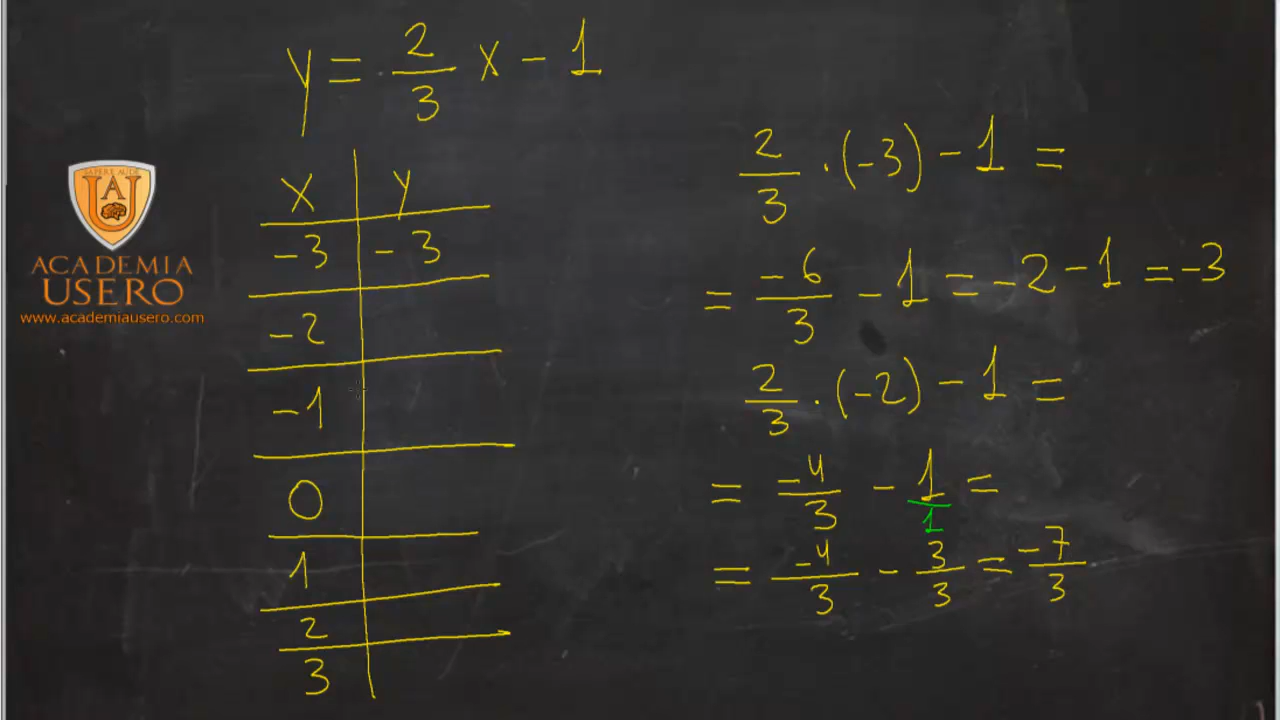 y = 2/3 x - 1
x y
-3 -3
-2
-1
0
1
2
3
2/3 · (-3) - 1 =
= -6/3 - 1 = -2 - 1 = -3
2/3 · (-2) - 1 =
= -4/3 - 1/1 =
= -4/3 - 3/3 = -7/3
SAPERE AUDE
UA
ACADEMIA
USERO
www.academiausero.com